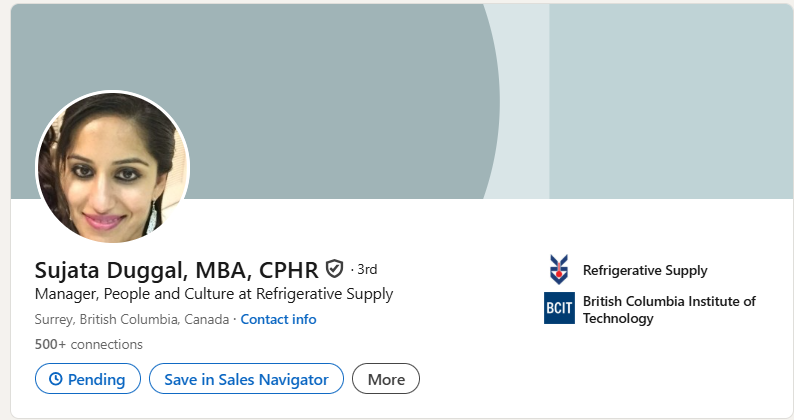 Sujata Duggal, MBA, CPHR · 3rd
Manager, People and Culture at Refrigerative Supply
Surrey, British Columbia, Canada · Contact info
500+ connections
Pending
Save in Sales Navigator
More
Refrigerative Supply
BCIT
British Columbia Institute of
Technology